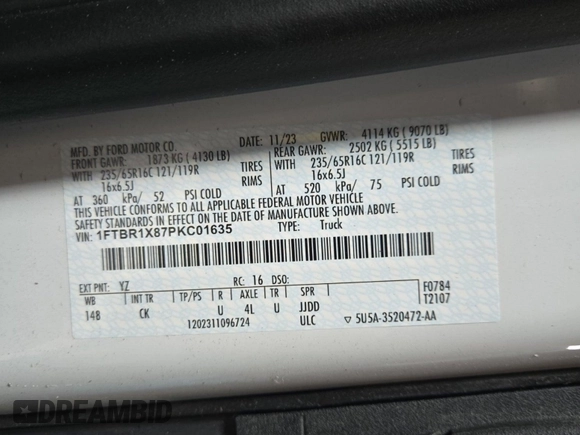 MFD. BY FORD MOTOR CO. DATE: 11/23 GVWR: 4114 KG ( 9070 LB)
FRONT GAWR: 1873 KG ( 4130 LB) REAR GAWR: 2502 KG ( 5515 LB)
WITH 235/65R16C 121/119R TIRES WITH 235/65R16C 121/119R TIRES
16x6.5J RIMS 16x6.5J RIMS
AT 360 kPa/ 52 PSI COLD AT 520 kPa/ 75 PSI COLD
THIS VEHICLE CONFORMS TO ALL APPLICABLE FEDERAL MOTOR VEHICLE
SAFETY STANDARDS IN EFFECT ON THE DATE OF MANUFACTURE SHOWN ABOVE.
VIN: 1FTBR1X87PKC01635 TYPE: Truck
EXT PNT: YZ RC: 16 DSO: F0784
WB INT TR TP/PS R AXLE TR SPR T2107
148 CK U 4L U JJDD
1202311096724 ULC ▽ 5U5A-3520472-AA
DREAMBID